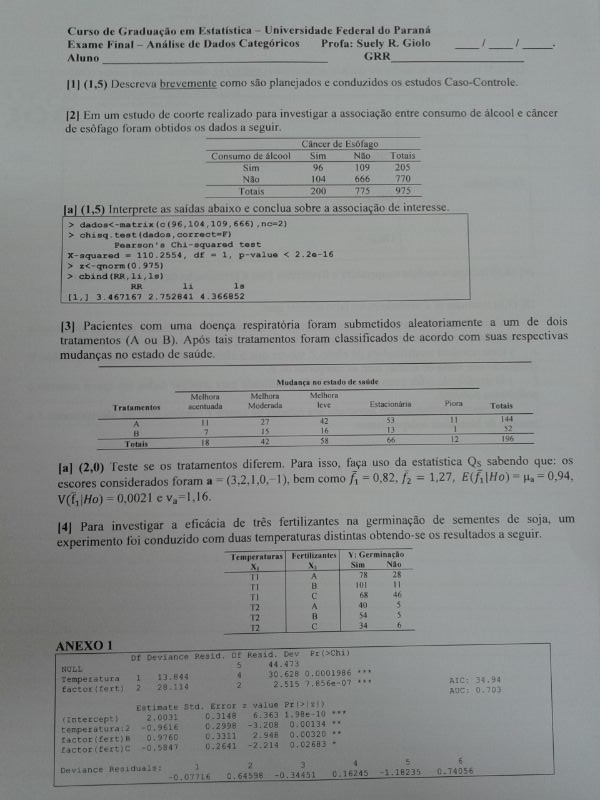 Curso de Graduação em Estatística – Universidade Federal do Paraná
Exame Final – Análise de Dados Categóricos Profa: Suely R. Giolo ____ / ____ / ____.
Aluno ______________________ GRR______________
[1] (1,5) Descreva brevemente como são planejados e conduzidos os estudos Caso-Controle.
[2] Em um estudo de coorte realizado para investigar a associação entre consumo de álcool e câncer
de esôfago foram obtidos os dados a seguir.
Câncer de Esôfago
Consumo de álcool Sim Não Totais
Sim 96 109 205
Não 104 666 770
Totais 200 775 975
[a] (1,5) Interprete as saídas abaixo e conclua sobre a associação de interesse.
> dados<-matrix(c(96,104,109,666),nc=2)
> chisq.test(dados,correct=F)
Pearson's Chi-squared test
X-squared = 110.2554, df = 1, p-value < 2.2e-16
> z<-qnorm(0.975)
> cbind(RR,li,ls)
RR li ls
[1,] 3.467167 2.752841 4.366852
[3] Pacientes com uma doença respiratória foram submetidos aleatoriamente a um de dois
tratamentos (A ou B). Após tais tratamentos foram classificados de acordo com suas respectivas
mudanças no estado de saúde.
Mudança no estado de saúde
Tratamentos Melhora acentuada Melhora Moderada Melhora leve Estacionária Piora Totais
A 11 27 42 53 11 144
B 7 15 16 13 1 52
Totais 18 42 58 66 12 196
[a] (2,0) Teste se os tratamentos diferem. Para isso, faça uso da estatística Qs sabendo que: os
escores considerados foram a = (3,2,1,0,–1), bem como f̄₁ = 0,82, f̄₂ = 1,27, E(f̄₁|Ho) = μₐ = 0,94,
V(f̄₁|Ho) = 0,0021 e vₐ=1,16.
[4] Para investigar a eficácia de três fertilizantes na germinação de sementes de soja, um
experimento foi conduzido com duas temperaturas distintas obtendo-se os resultados a seguir.
Temperaturas Fertilizantes Y: Germinação
X₁ X₂ Sim Não
T1 A 78 28
T1 B 101 11
T1 C 68 46
T2 A 40 5
T2 B 54 5
T2 C 34 6
ANEXO 1
Df Deviance Resid. Df Resid. Dev Pr(>Chi)
NULL 5 44.473
Temperatura 1 13.844 4 30.628 0.0001986 ***
factor(fert) 2 28.114 2 2.515 7.856e-07 ***
AIC: 34.94
AUC: 0.703
Estimate Std. Error z value Pr(>|z|)
(Intercept) 2.0031 0.3148 6.363 1.98e-10 ***
temperatura:2 -0.9616 0.2998 -3.208 0.00134 **
factor(fert)B 0.9760 0.3311 2.948 0.00320 **
factor(fert)C -0.5847 0.2641 -2.214 0.02683 *
Deviance Residuals: 1 2 3 4 5 6
-0.07716 0.64598 -0.34451 0.16245 -1.18235 0.74056